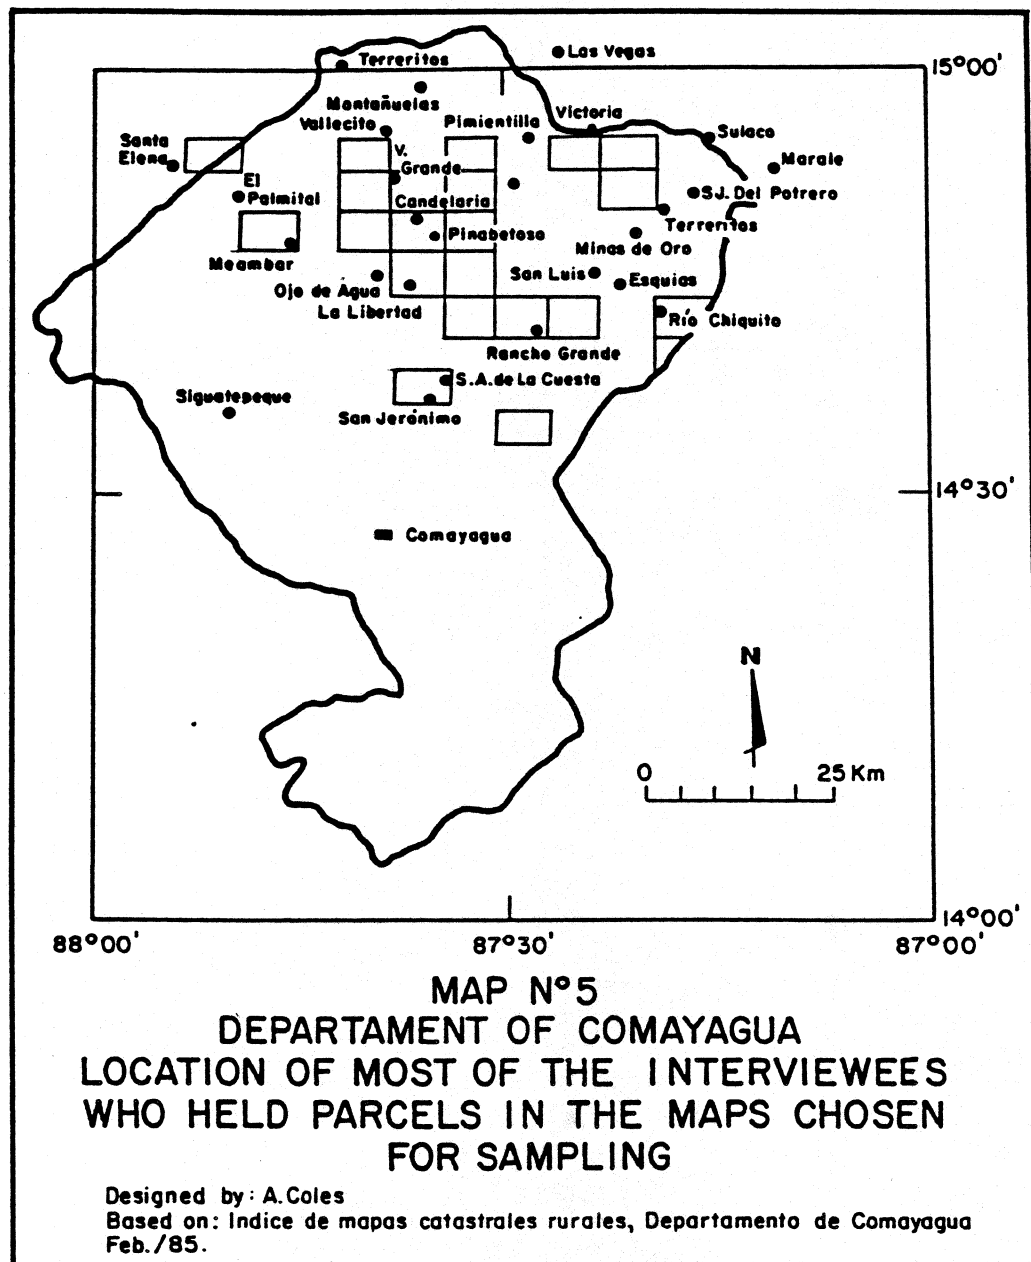 Terreritos
Las Vegas
15°00'
Montañuelas
Vallecito
Pimientilla
Victoria
Sulaco
Santa
Elena
V.
Grande
Marale
El
Palmital
Candelaria
S.J. Del Potrero
Pinabetoso
Terreritos
Minas de Oro
Meambar
San Luis
Esquias
Ojo de Agua
La Libertad
Río Chiquito
Rancho Grande
S.A. de La Cuesta
Siguatepeque
San Jerónimo
14°30'
Comayagua
N
0 25 Km
14°00'
88°00' 87°30' 87°00'
MAP N°5
DEPARTAMENT OF COMAYAGUA
LOCATION OF MOST OF THE INTERVIEWEES
WHO HELD PARCELS IN THE MAPS CHOSEN
FOR SAMPLING
Designed by: A. Coles
Based on: Indice de mapas catastrales rurales, Departamento de Comayagua
Feb./85.